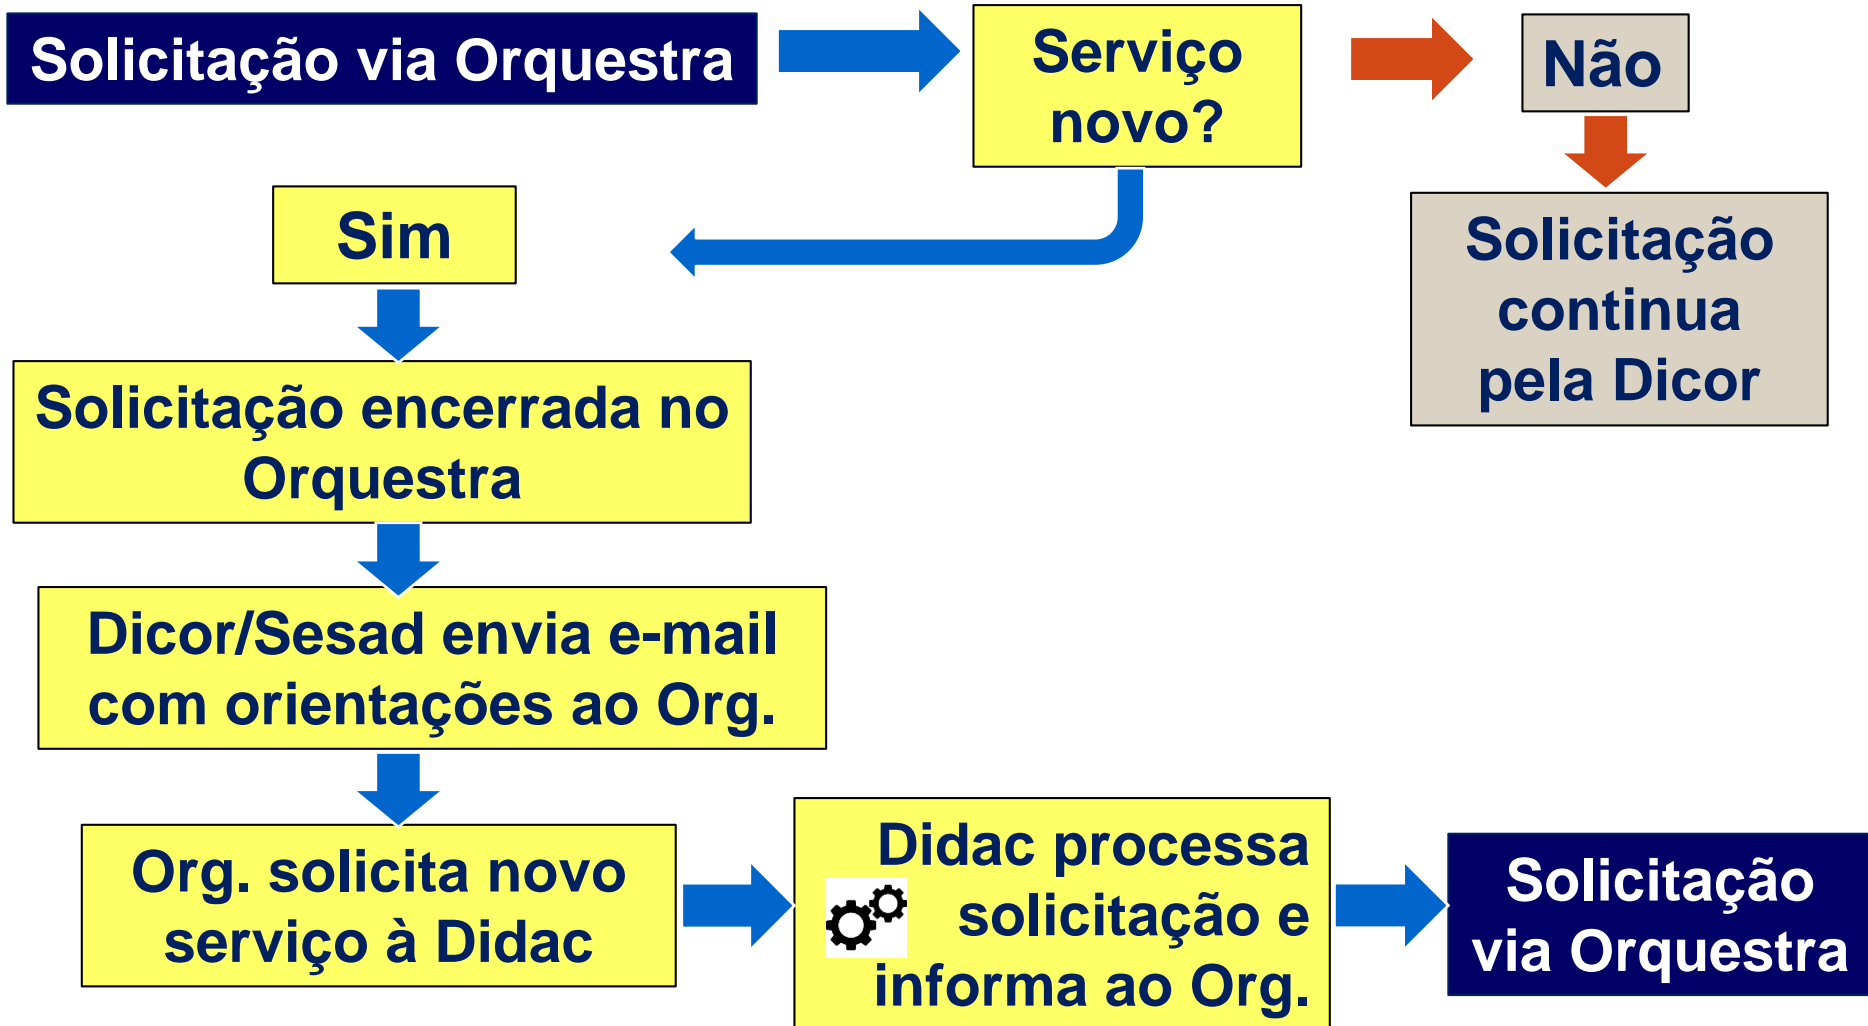 Solicitação via Orquestra
Serviço
novo?
Não
Sim
Solicitação
continua
pela Dicor
Solicitação encerrada no
Orquestra
Dicor/Sesad envia e-mail
com orientações ao Org.
Org. solicita novo
serviço à Didac
Didac processa
solicitação e
informa ao Org.
Solicitação
via Orquestra